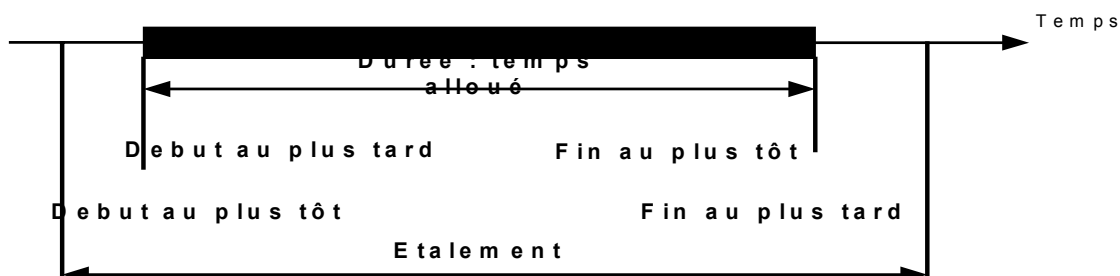 Temps
Durée : temps
alloué
Debut au plus tard
Fin au plus tôt
Debut au plus tôt
Fin au plus tard
Etalement